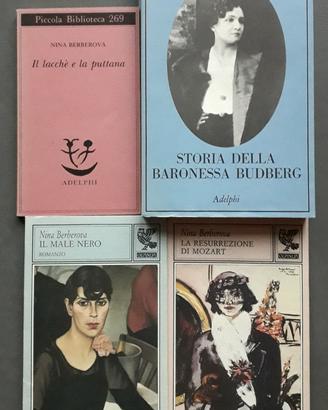 Piccola Biblioteca 269
NINA BERBEROVA
Il lacchè e la puttana
ADELPHI
STORIA DELLA
BARONESSA BUDBERG
Adelphi
Nina Berberova
IL MALE NERO
ROMANZO
Nina Berberova
LA RESURREZIONE
DI MOZART